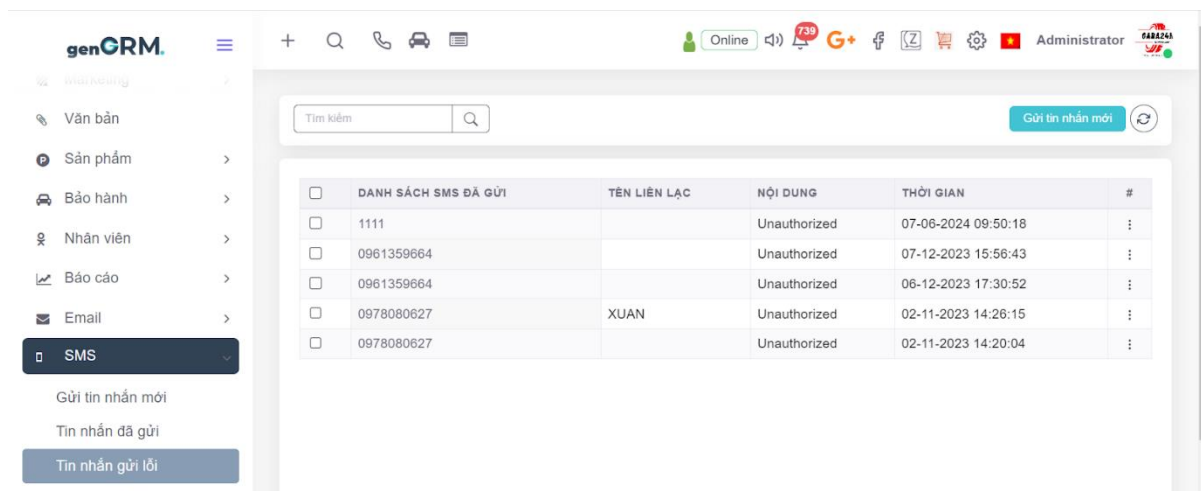 genCRM.
Online
739
G+
Administrator
GARA24H
Marketing
Văn bản
Sản phẩm
Bảo hành
Nhân viên
Báo cáo
Email
SMS
Gửi tin nhắn mới
Tin nhắn đã gửi
Tin nhắn gửi lỗi
Tìm kiếm
Gửi tin nhắn mới
DANH SÁCH SMS ĐÃ GỬI TÊN LIÊN LẠC NỘI DUNG THỜI GIAN #
1111 Unauthorized 07-06-2024 09:50:18
0961359664 Unauthorized 07-12-2023 15:56:43
0961359664 Unauthorized 06-12-2023 17:30:52
0978080627 XUAN Unauthorized 02-11-2023 14:26:15
0978080627 Unauthorized 02-11-2023 14:20:04